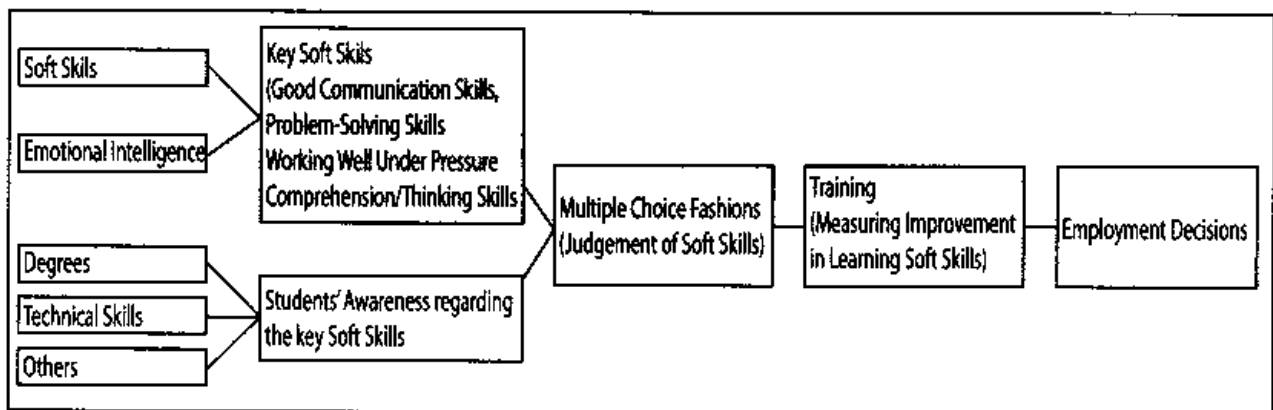 Soft Skils
Emotional Intelligence
Key Soft Skils
(Good Communication Skills,
Problem-Solving Skills
Working Well Under Pressure
Comprehension/Thinking Skills
Degrees
Technical Skills
Others
Students' Awareness regarding
the key Soft Skills
Multiple Choice Fashions
(Judgement of Soft Skills)
Training
(Measuring Improvement
in Learning Soft Skills)
Employment Decisions